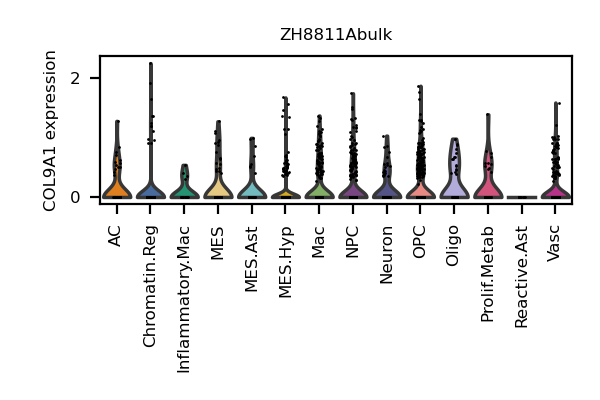 ZH8811Abulk
COL9A1 expression
2
0
AC
Chromatin.Reg
Inflammatory.Mac
MES
MES.Ast
MES.Hyp
Mac
NPC
Neuron
OPC
Oligo
Prolif.Metab
Reactive.Ast
Vasc